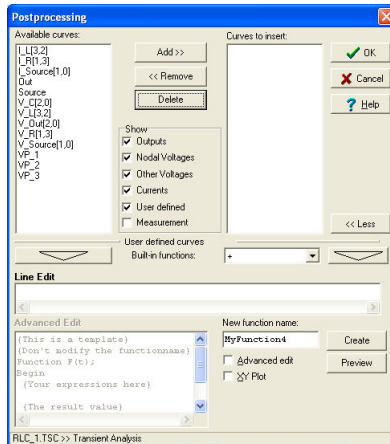 Postprocessing
Available curves:
I_L[3,2]
I_R[1,3]
I_Source[1,0]
Out
Source
V_C[2,0]
V_L[3,2]
V_Out[2,0]
V_R[1,3]
V_Source[1,0]
VP_1
VP_2
VP_3
Add >>
<< Remove
Delete
Show
Outputs
Nodal Voltages
Other Voltages
Currents
User defined
Measurement
Curves to insert:
OK
Cancel
? Help
<< Less
User defined curves
Built-in functions:
+
Line Edit
Advanced Edit
{This is a template}
{Don't modify the functionname}
Function F(t);
Begin
{Your expressions here}
{The result value}
New function name:
MyFunction4
Create
Advanced edit
Preview
XY Plot
RLC_1.TSC >> Transient Analysis